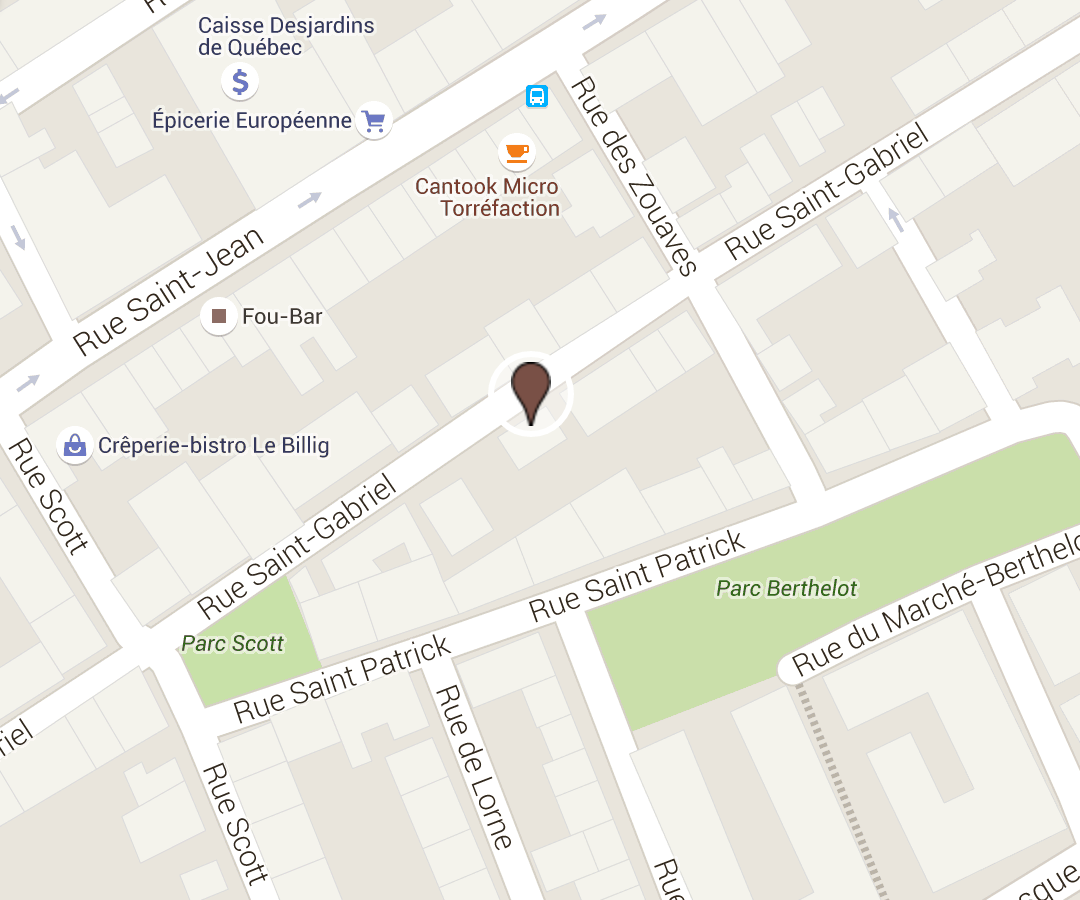 Caisse Desjardins
de Québec
$
Épicerie Européenne
Cantook Micro
Torréfaction
Rue des Zouaves
Rue Saint-Gabriel
Rue Saint-Jean
Fou-Bar
Crêperie-bistro Le Billig
Rue Scott
Rue Saint-Gabriel
Rue Saint Patrick
Parc Berthelot
Parc Scott
Rue du Marché-Berthelo
Rue Saint Patrick
Rue de Lorne
Rue Scott
Rue